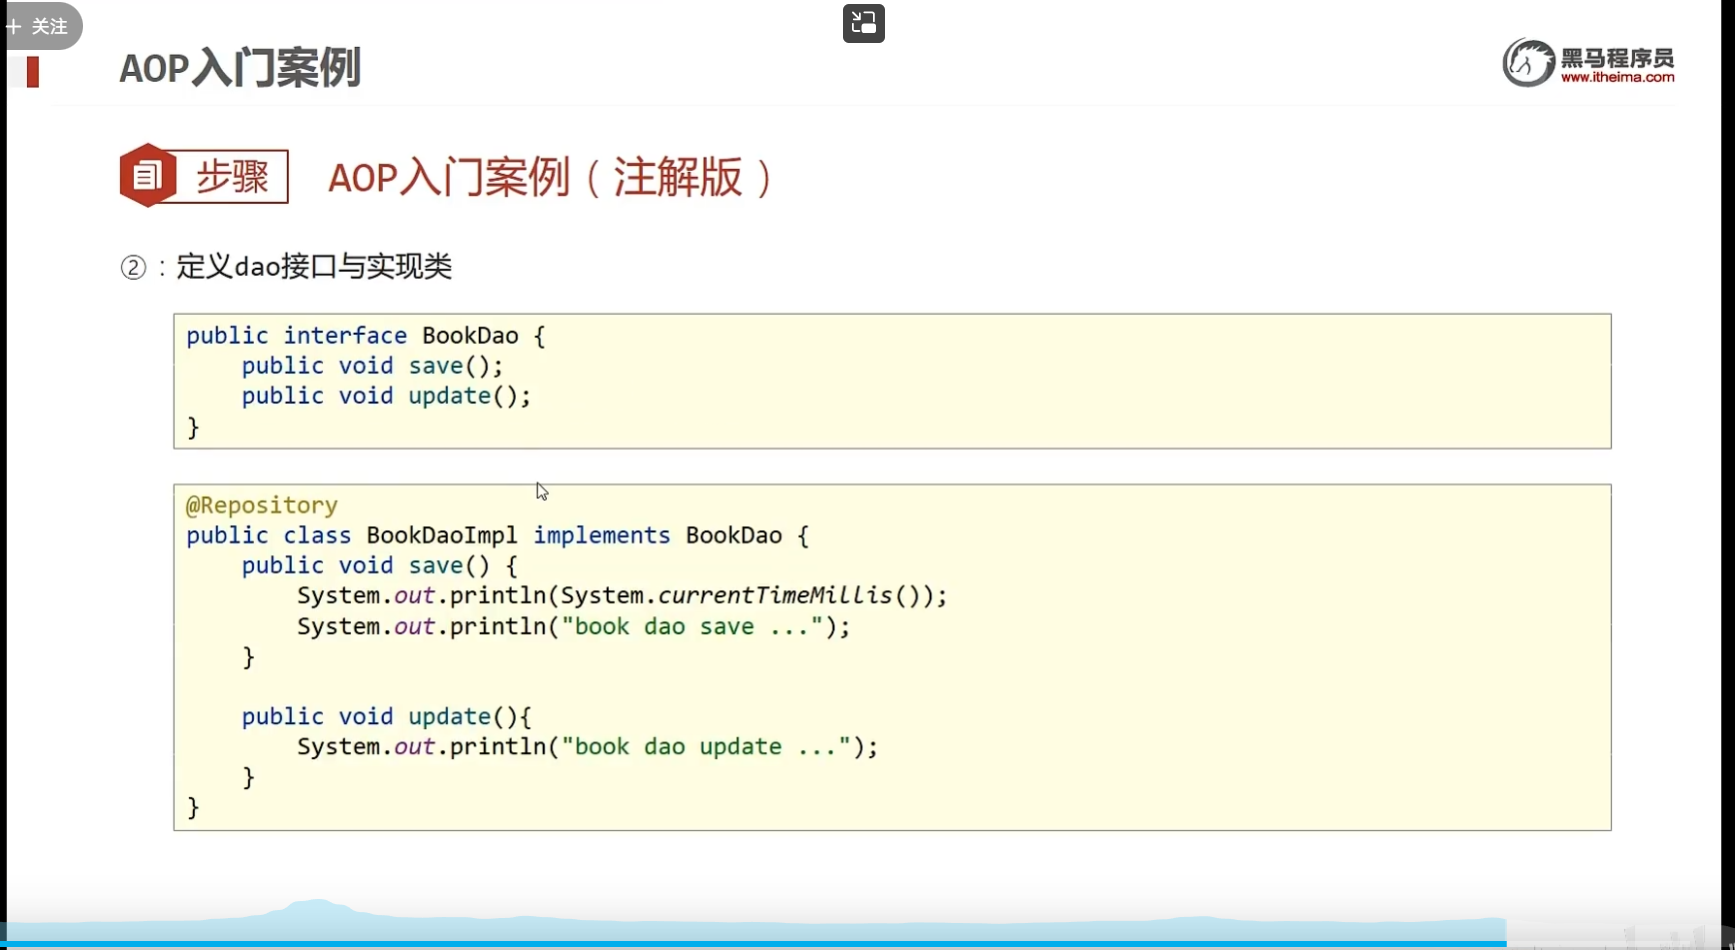 + 关注
AOP入门案例
黑马程序员
www.itheima.com
步骤
AOP入门案例（注解版）
②：定义dao接口与实现类
public interface BookDao {
    public void save();
    public void update();
}
@Repository
public class BookDaoImpl implements BookDao {
    public void save() {
        System.out.println(System.currentTimeMillis());
        System.out.println("book dao save ...");
    }
    public void update(){
        System.out.println("book dao update ...");
    }
}